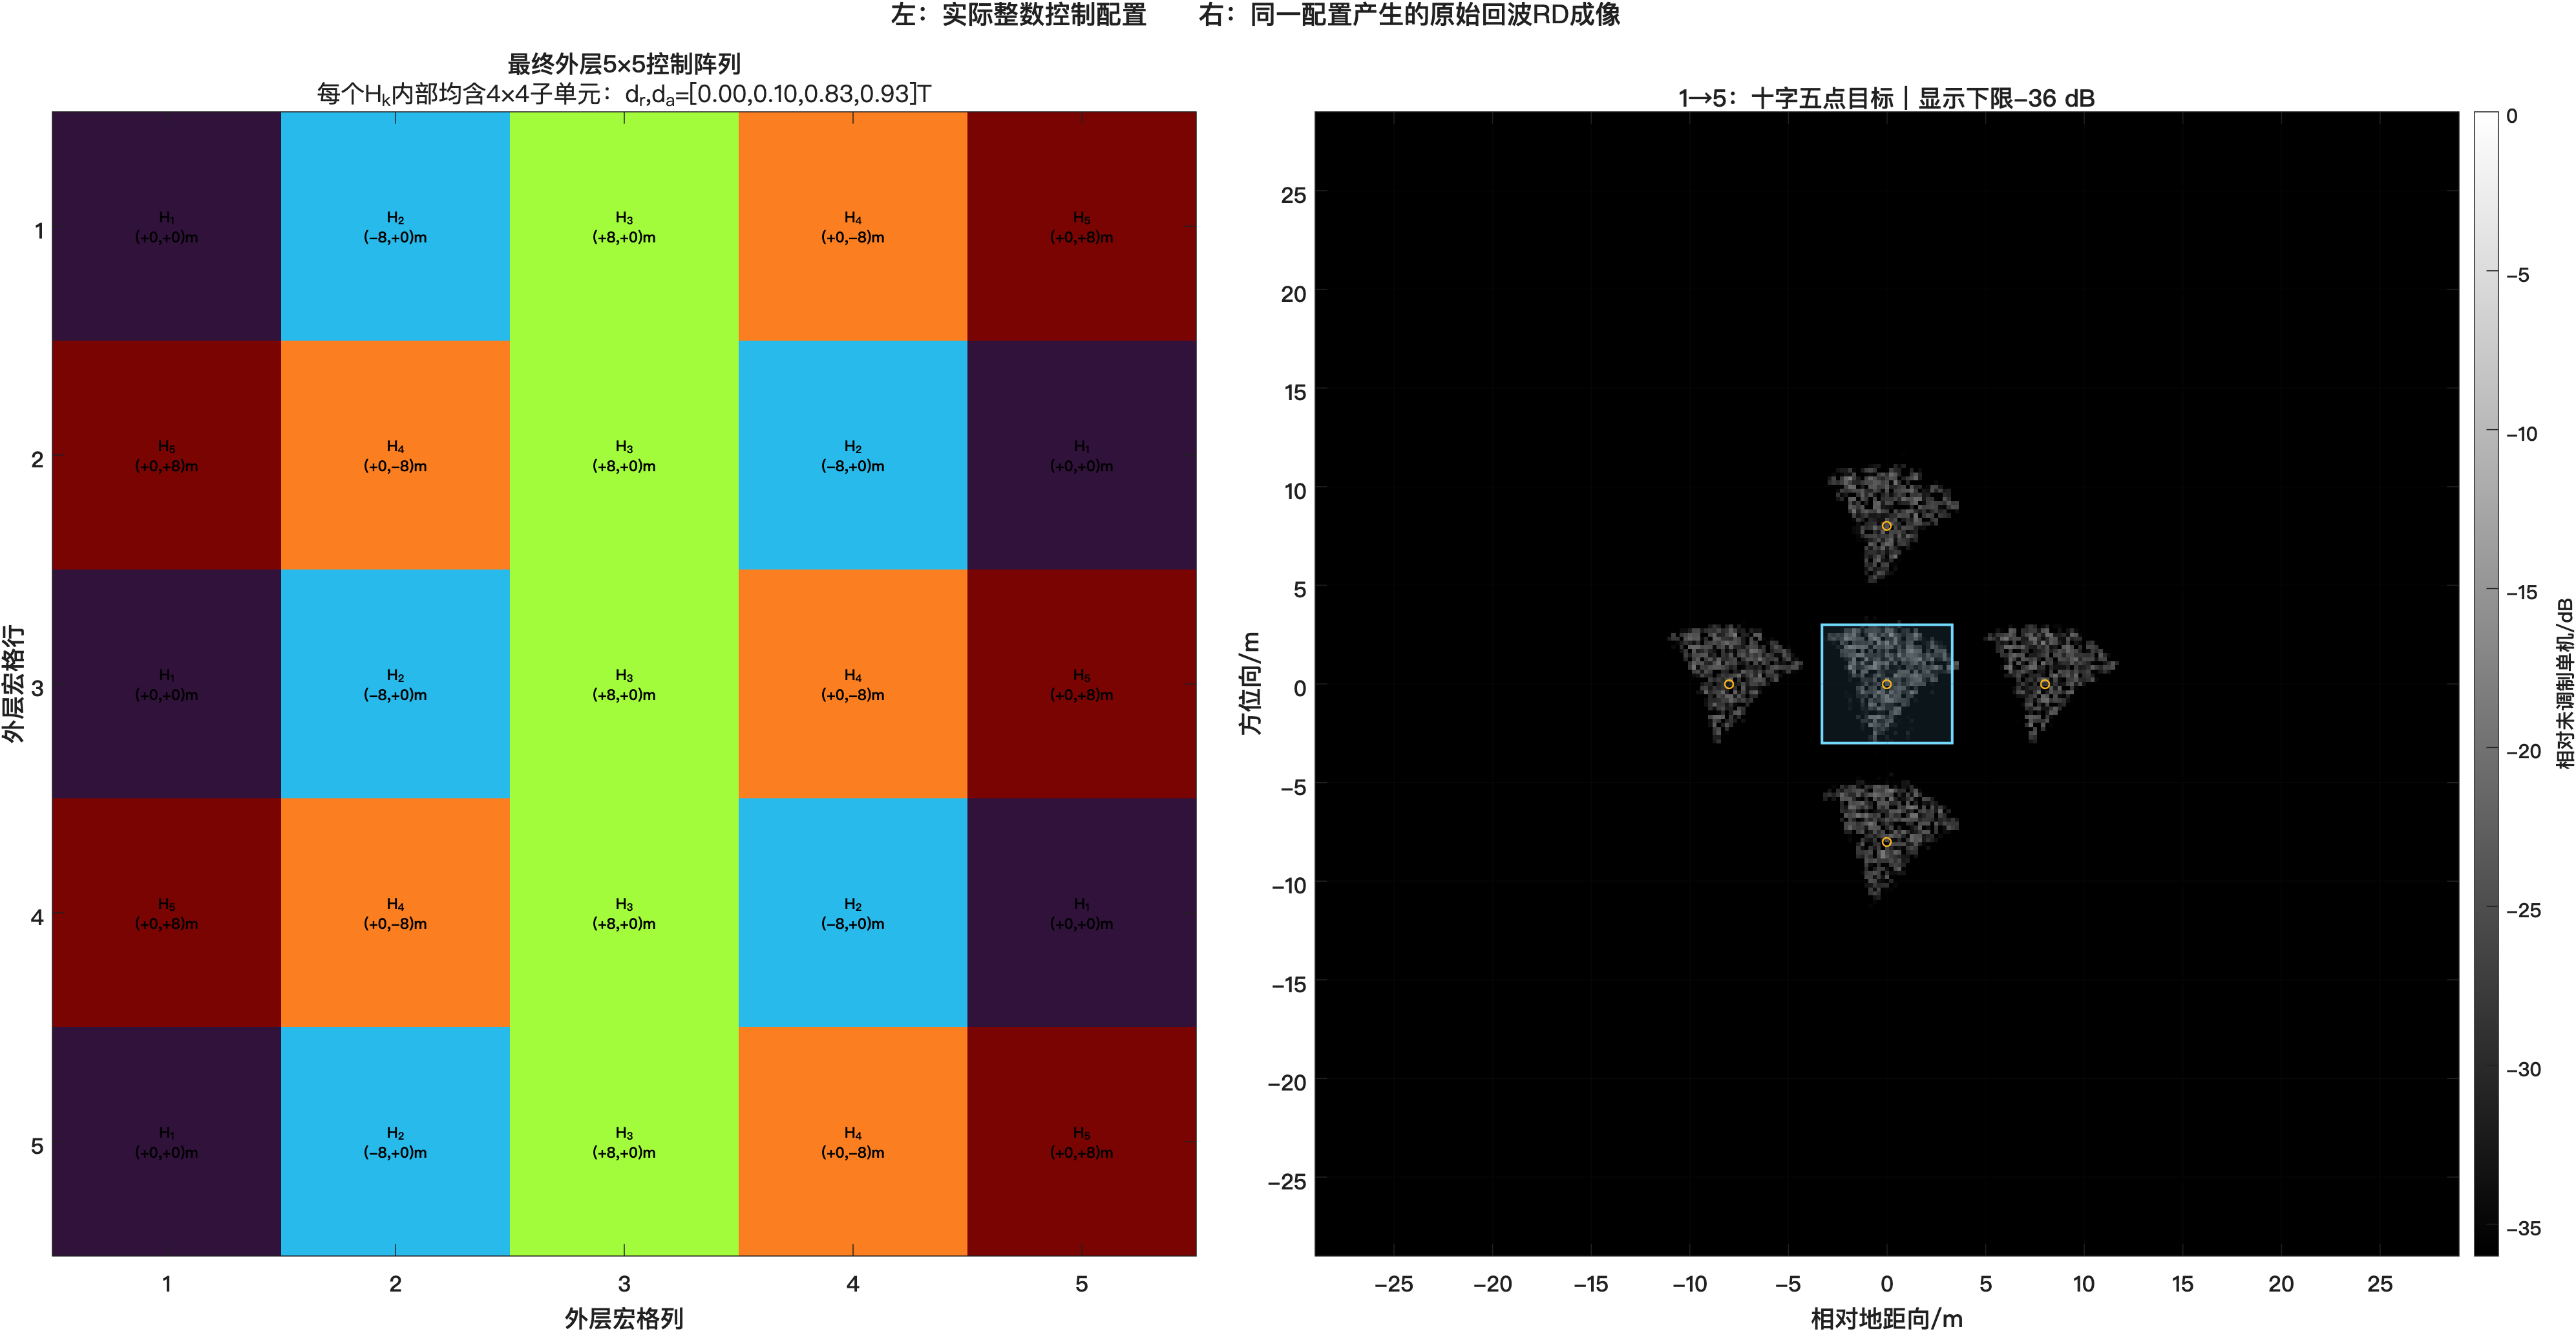 左：实际整数控制配置  右：同一配置产生的原始回波RD成像
最终外层5×5控制阵列
每个Hₖ内部均含4×4子单元：dᵣ,dₐ=[0.00,0.10,0.83,0.93]T
外层宏格行
1
H₁
(+0,+0)m
H₂
(−8,+0)m
H₃
(+8,+0)m
H₄
(+0,−8)m
H₅
(+0,+8)m
2
H₅
(+0,+8)m
H₄
(+0,−8)m
H₃
(+8,+0)m
H₂
(−8,+0)m
H₁
(+0,+0)m
3
H₁
(+0,+0)m
H₂
(−8,+0)m
H₃
(+8,+0)m
H₄
(+0,−8)m
H₅
(+0,+8)m
4
H₅
(+0,+8)m
H₄
(+0,−8)m
H₃
(+8,+0)m
H₂
(−8,+0)m
H₁
(+0,+0)m
5
H₁
(+0,+0)m
H₂
(−8,+0)m
H₃
(+8,+0)m
H₄
(+0,−8)m
H₅
(+0,+8)m
1 2 3 4 5
外层宏格列
1→5：十字五点目标 | 显示下限−36 dB
方位向/m
25
20
15
10
5
0
−5
−10
−15
−20
−25
−25 −20 −15 −10 −5 0 5 10 15 20 25
相对地距向/m
0
−5
−10
−15
−20
−25
−30
−35
相对未调制单机/dB